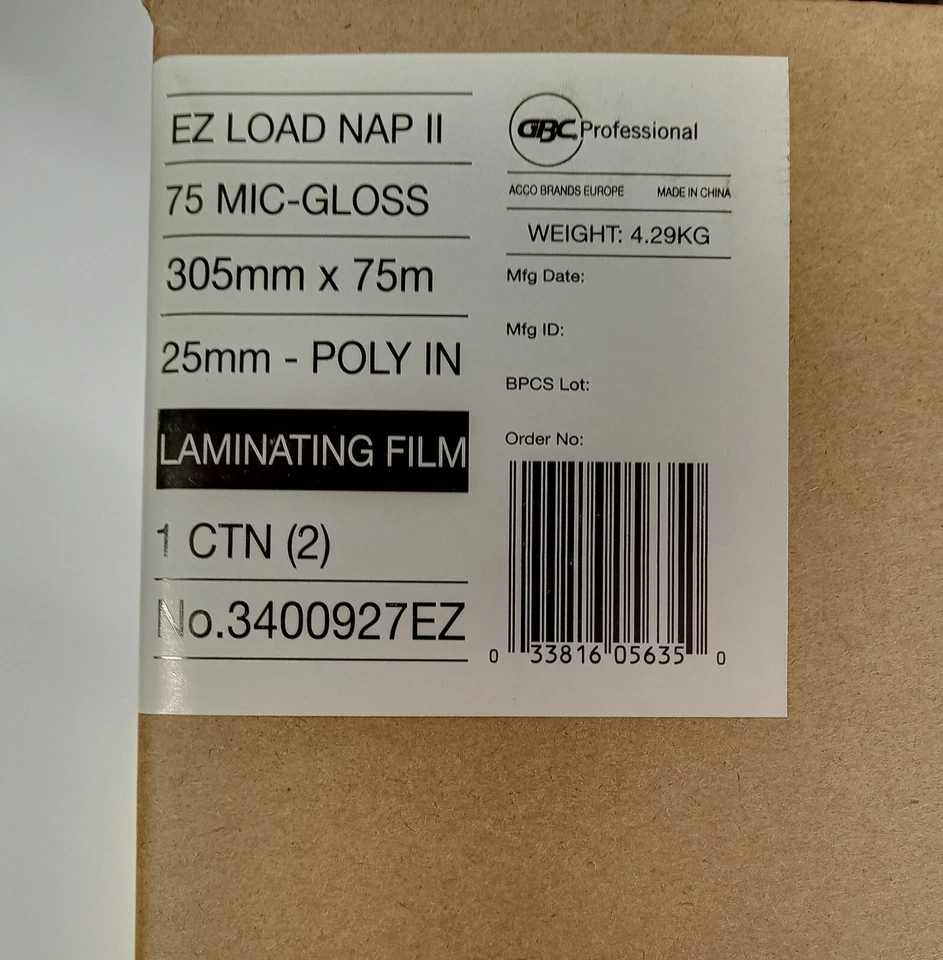 EZ LOAD NAP II
75 MIC-GLOSS
305mm x 75m
25mm - POLY IN
LAMINATING FILM
1 CTN (2)
No.3400927EZ
GBC Professional
ACCO BRANDS EUROPE MADE IN CHINA
WEIGHT: 4.29KG
Mfg Date:
Mfg ID:
BPCS Lot:
Order No:
0 33816 05635 0